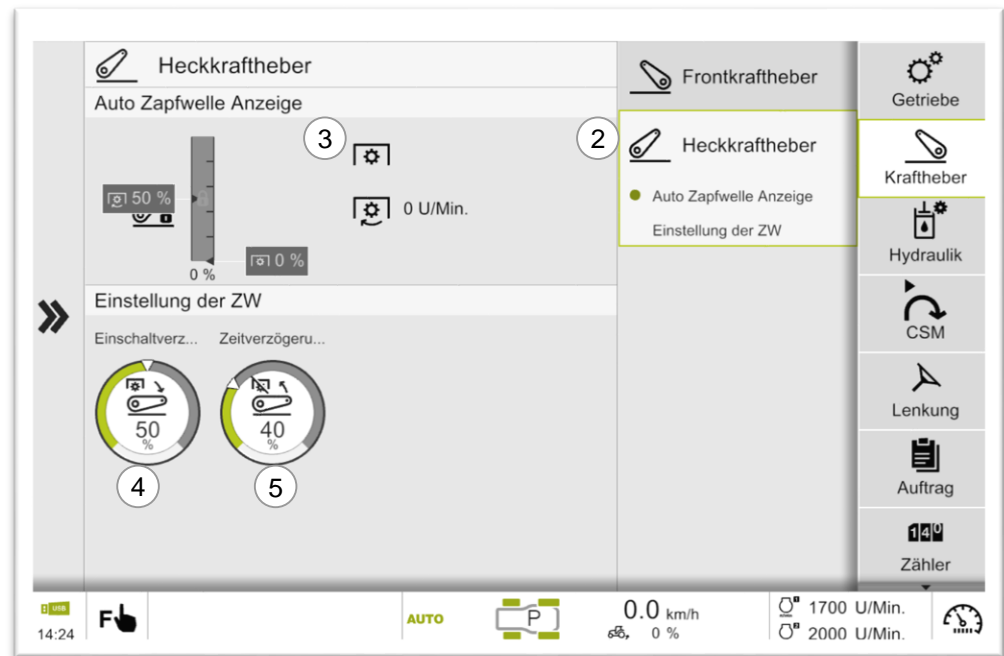 Heckkraftheber
Auto Zapfwelle Anzeige
3
50 %
0 U/Min.
0 %
0 %
Einstellung der ZW
Einschaltverz...
Zeitverzögeru...
50
%
40
%
4
5
Frontkraftheber
2
Heckkraftheber
Auto Zapfwelle Anzeige
Einstellung der ZW
Getriebe
Kraftheber
Hydraulik
CSM
Lenkung
Auftrag
140
Zähler
USB
14:24
F
AUTO
P
0.0 km/h
0 %
1700 U/Min.
2000 U/Min.